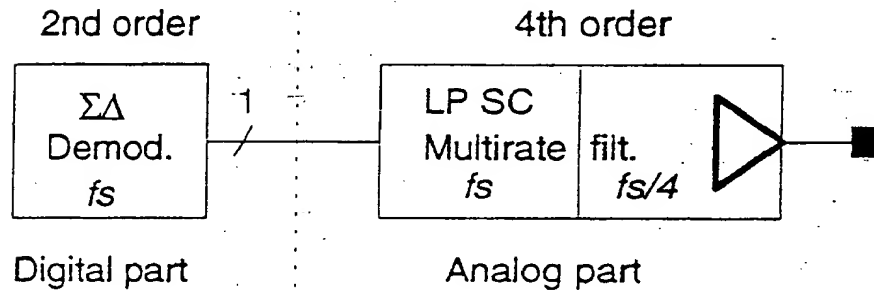 2nd order
4th order
ΣΔ
Demod.
fs
1
LP SC
Multirate filt.
fs
fs/4
Digital part
Analog part